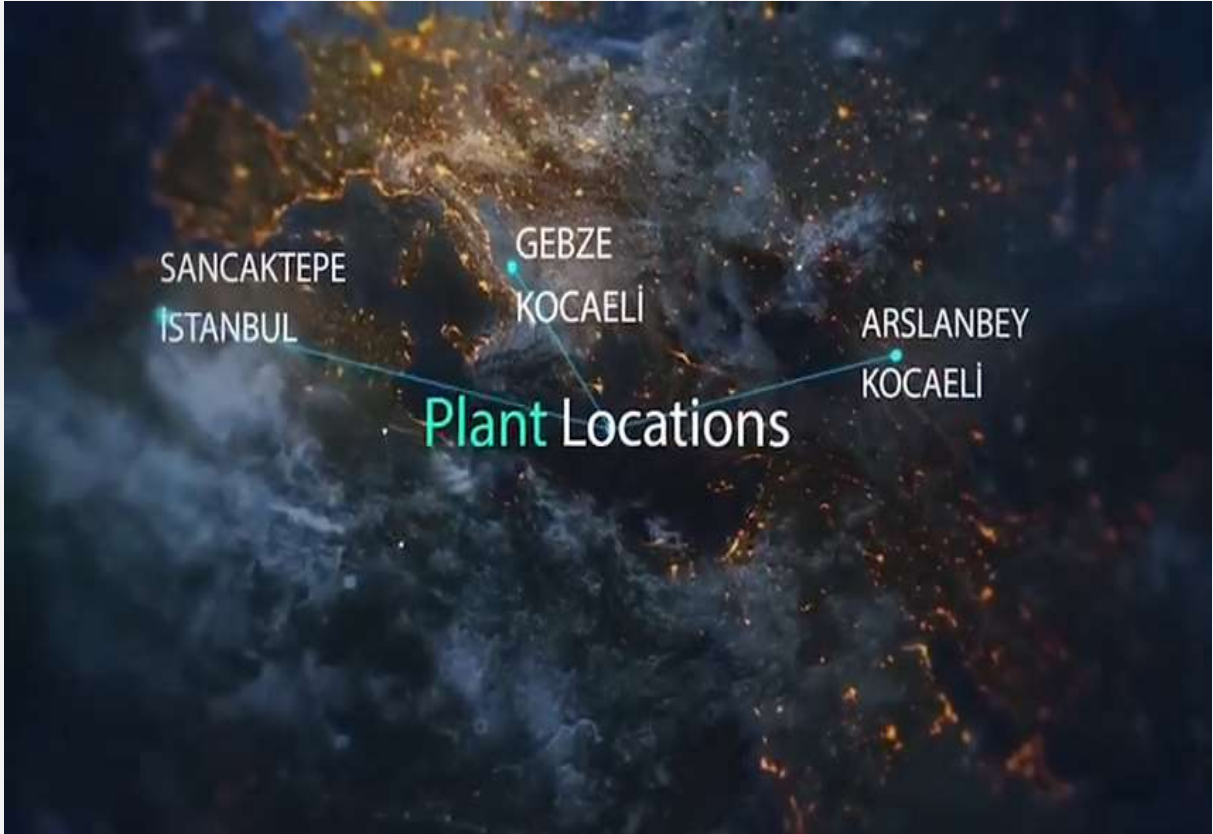 SANCAKTEPE
İSTANBUL
GEBZE
KOCAELİ
ARSLANBEY
KOCAELİ
Plant Locations